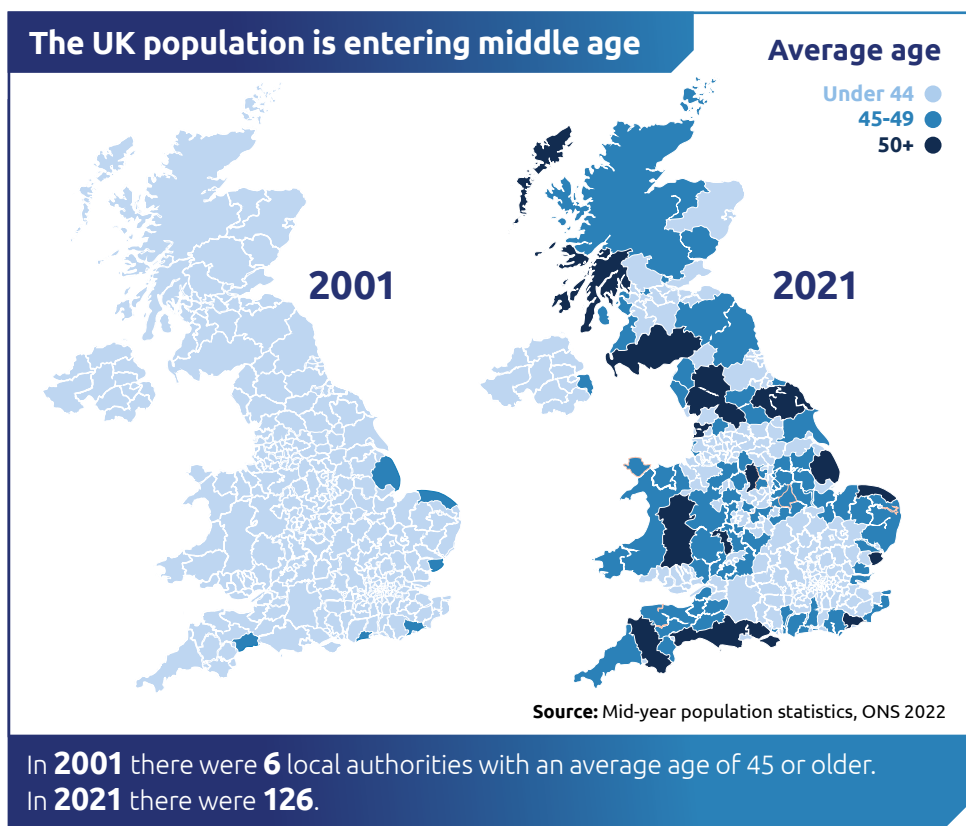 The UK population is entering middle age
Average age
Under 44
45-49
50+
2001
2021
Source: Mid-year population statistics, ONS 2022
In 2001 there were 6 local authorities with an average age of 45 or older.
In 2021 there were 126.